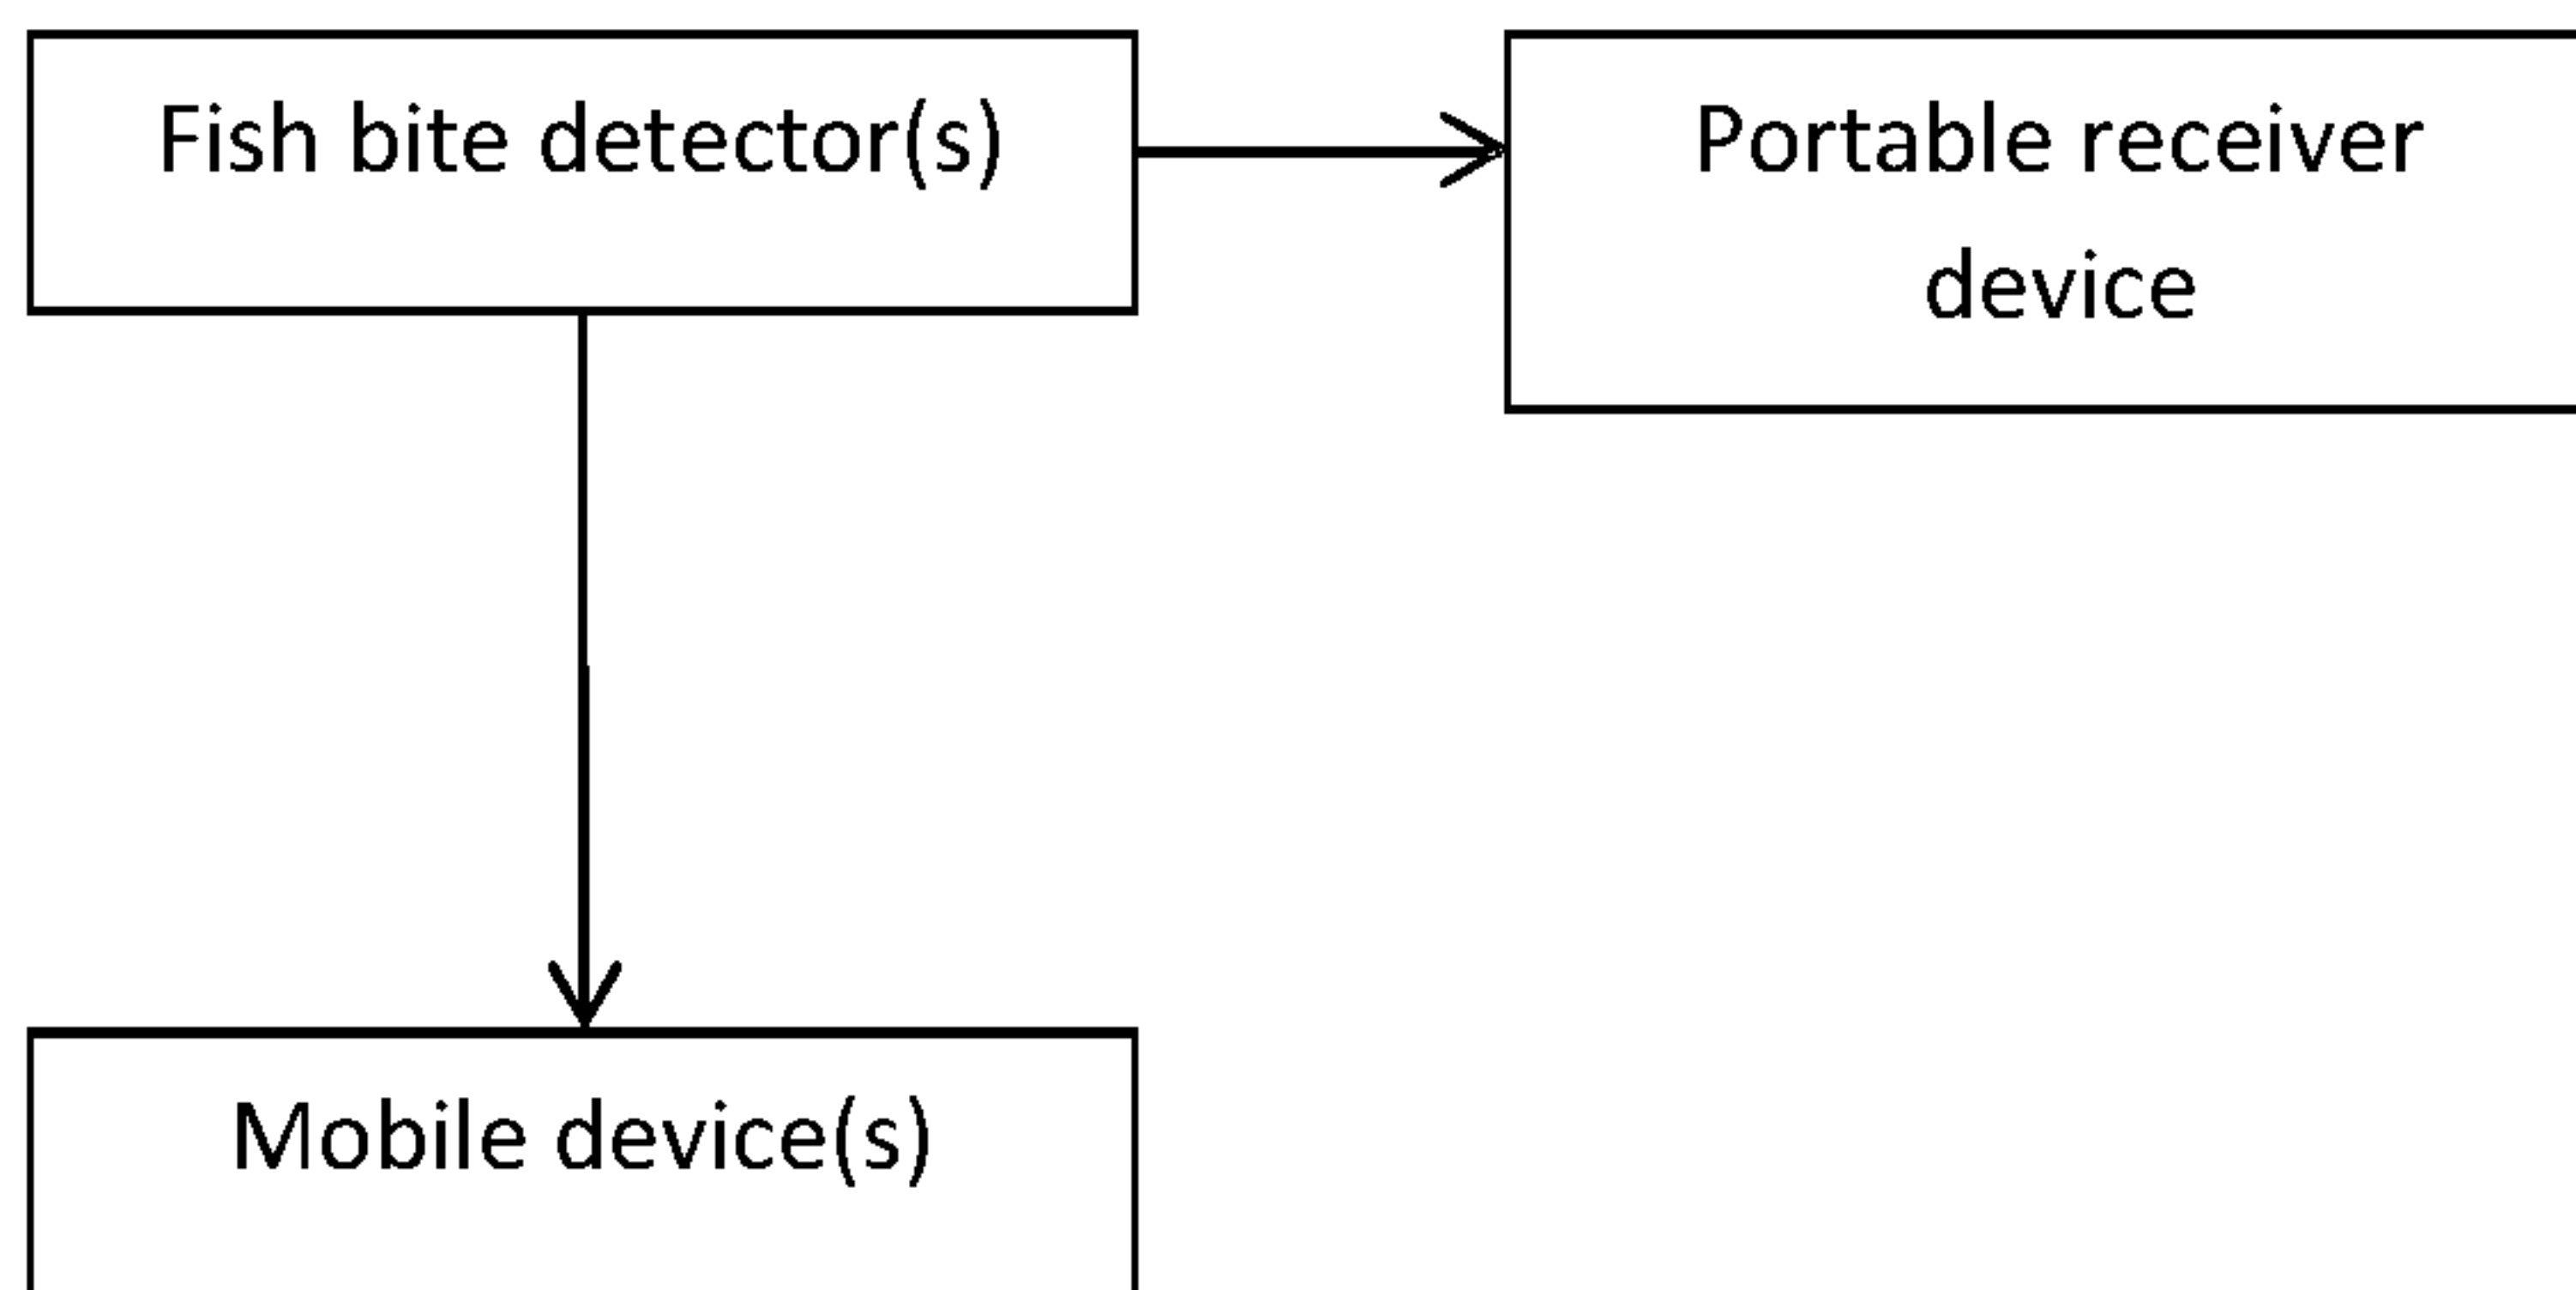 Fish bite detector(s)
Portable receiver
device
Mobile device(s)